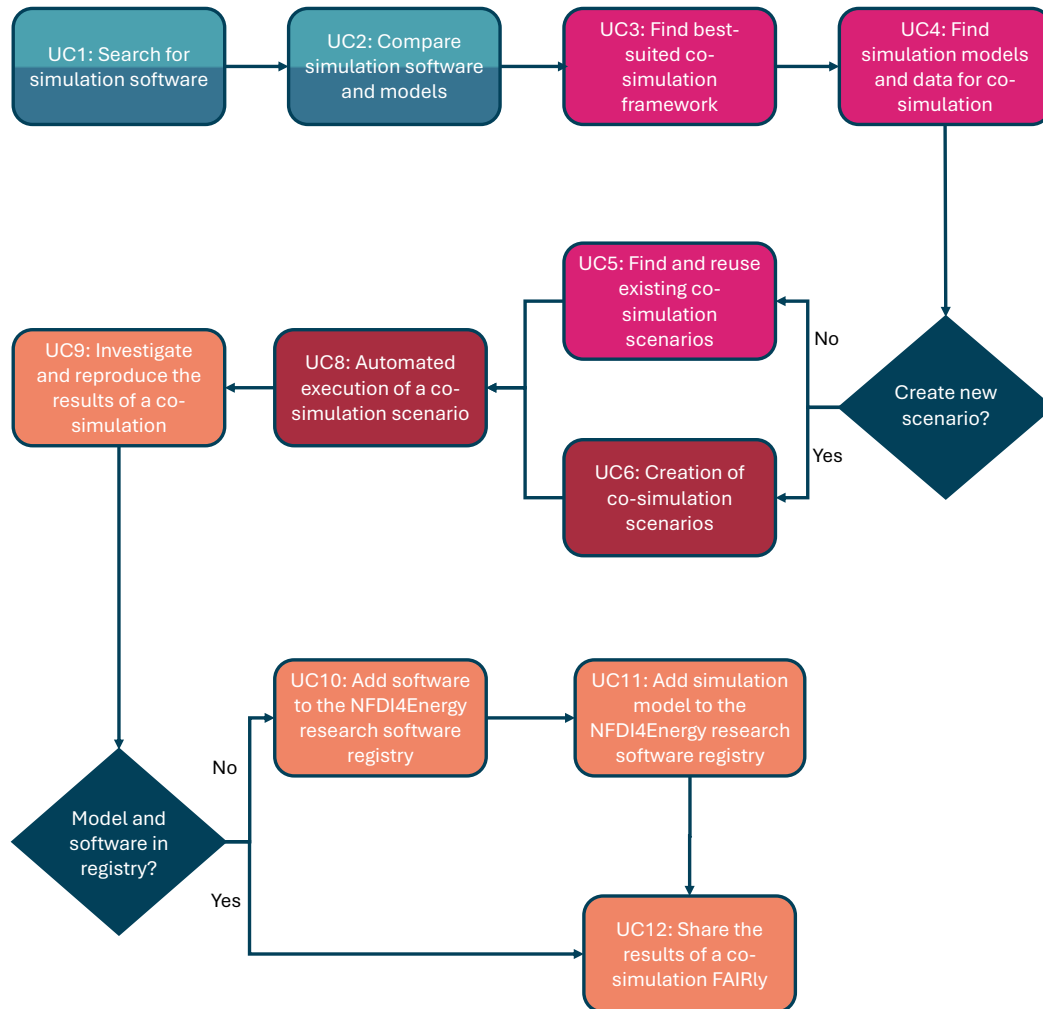 UC1: Search for
simulation software
UC2: Compare
simulation software
and models
UC3: Find best-
suited co-
simulation
framework
UC4: Find
simulation models
and data for co-
simulation
UC5: Find and reuse
existing co-
simulation
scenarios
No
Create new
scenario?
Yes
UC6: Creation of
co-simulation
scenarios
UC8: Automated
execution of a co-
simulation scenario
UC9: Investigate
and reproduce the
results of a co-
simulation
Model and
software in
registry?
No
UC10: Add software
to the NFDI4Energy
research software
registry
UC11: Add simulation
model to the
NFDI4Energy research
software registry
Yes
UC12: Share the
results of a co-
simulation FAIRly